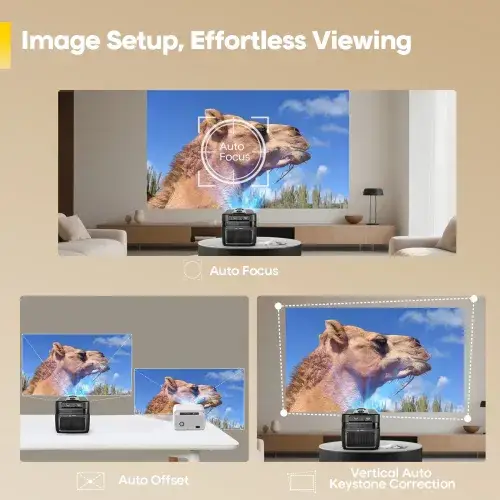 Image Setup, Effortless Viewing
Auto
Focus
Auto Focus
Auto Offset
Vertical Auto
Keystone Correction